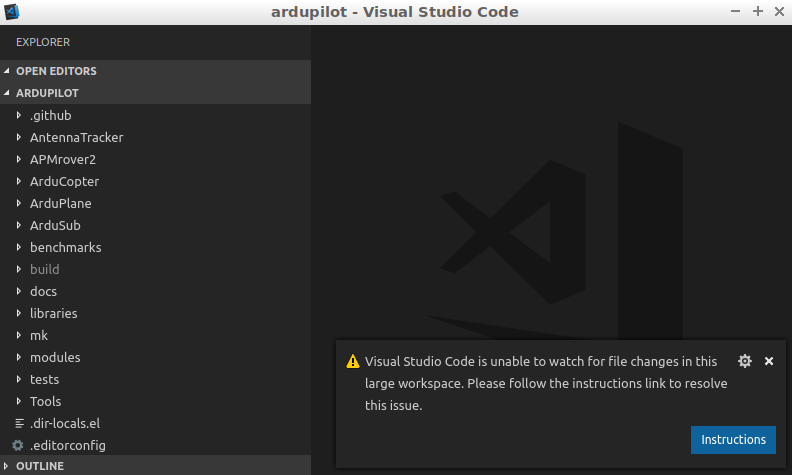 ardupilot - Visual Studio Code
EXPLORER
OPEN EDITORS
ARDUPILOT
.github
AntennaTracker
APMrover2
ArduCopter
ArduPlane
ArduSub
benchmarks
build
docs
libraries
mk
modules
tests
Tools
.dir-locals.el
.editorconfig
OUTLINE
Visual Studio Code is unable to watch for file changes in this
large workspace. Please follow the instructions link to resolve
this issue.
Instructions